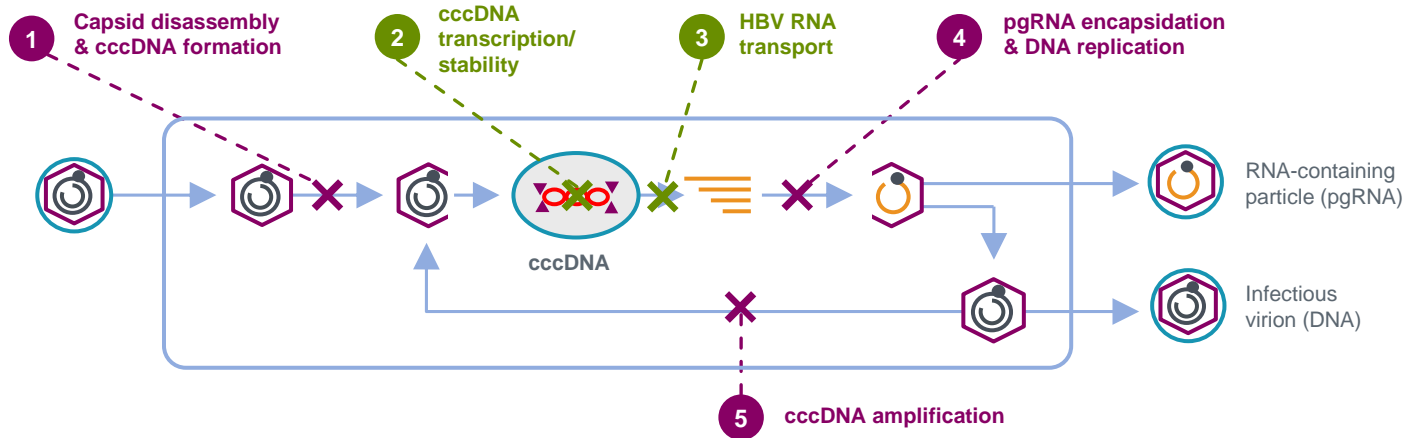 1
Capsid disassembly
& cccDNA formation
2
cccDNA
transcription/
stability
3
HBV RNA
transport
4
pgRNA encapsidation
& DNA replication
RNA-containing
particle (pgRNA)
cccDNA
Infectious
virion (DNA)
5
cccDNA amplification